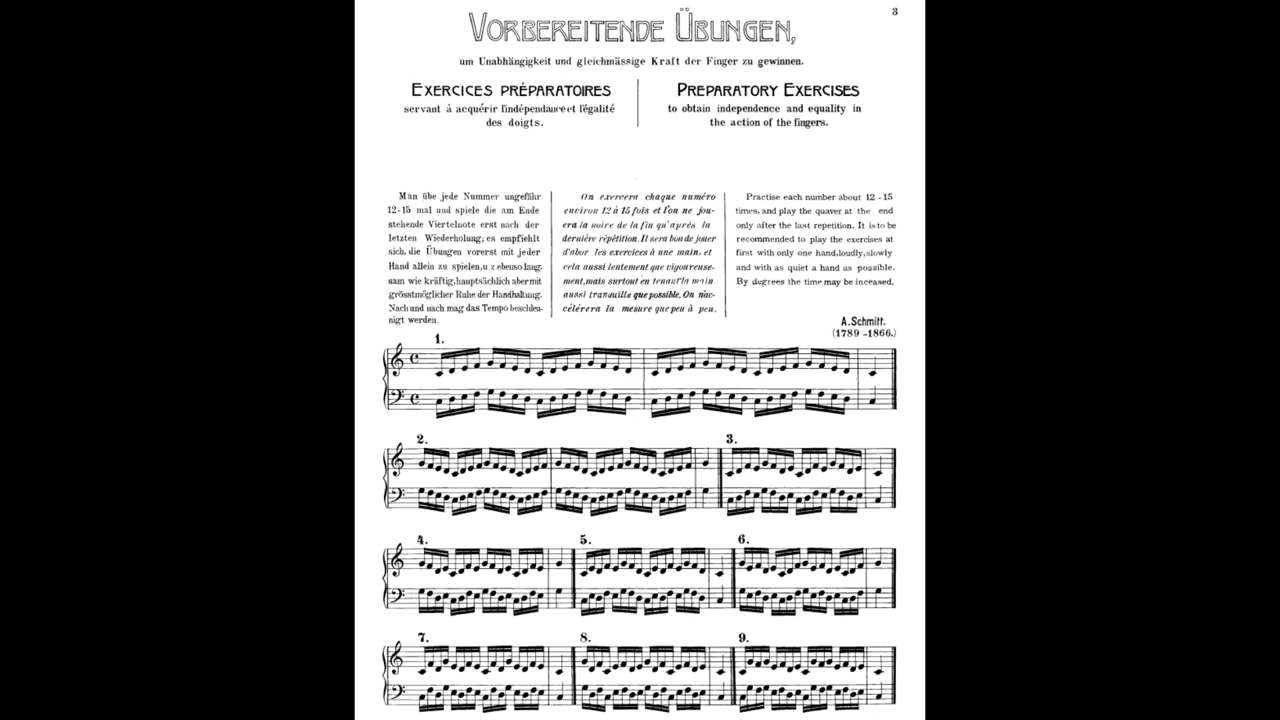 3
VORBEREITENDE ÜBUNGEN,
um Unabhängigkeit und gleichmässige Kraft der Finger zu gewinnen.
EXERCICES PRÉPARATOIRES
servant à acquérir l'indépendance et l'égalité
des doigts.
PREPARATORY EXERCISES
to obtain independence and equality in
the action of the fingers.
Man übe jede Nummer ungefähr
12-15 mal und spiele die am Ende
stehende Viertelnote erst nach der
letzten Wiederholung; es empfiehlt
sich, die Übungen vorerst mit jeder
Hand allein zu spielen, u. z. ebenso lang-
sam wie kräftig, hauptsächlich aber mit
grösstmöglicher Ruhe der Handhaltung.
Nach und nach mag das Tempo beschleu-
nigt werden.
On exercera chaque numéro
environ 12 à 15 fois et l'on ne jou-
era la noire de la fin qu'après la
dernière répétition. Il sera bon de jouer
d'abor les exercices à une main, et
cela aussi lentement que vigoureuse-
ment, mais surtout en tenant la main
aussi tranquille que possible. On n'ac-
célérera la mesure que peu à peu.
Practise each number about 12 - 15
times, and play the quaver at the end
only after the last repetition. It is to be
recommended to play the exercises at
first with only one hand, loudly, slowly
and with as quiet a hand as possible.
By degrees the time may be inceased.
A. Schmitt.
(1789 -1866.)
1.
2. 3.
4. 5. 6.
7. 8. 9.